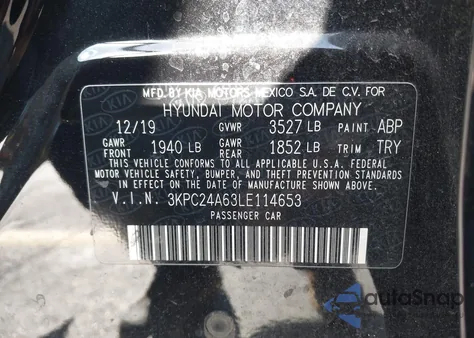 MFD. BY KIA MOTORS MEXICO S.A. DE C.V. FOR
HYUNDAI MOTOR COMPANY
12/19 GVWR 3527 LB PAINT ABP
GAWR FRONT 1940 LB GAWR REAR 1852 LB TRIM TRY
THIS VEHICLE CONFORMS TO ALL APPLICABLE U.S.A. FEDERAL
MOTOR VEHICLE SAFETY, BUMPER, AND THEFT PREVENTION STANDARDS
IN EFFECT ON THE DATE OF MANUFACTURE SHOWN ABOVE.
V.I.N. 3KPC24A63LE114653
PASSENGER CAR
autoSnap